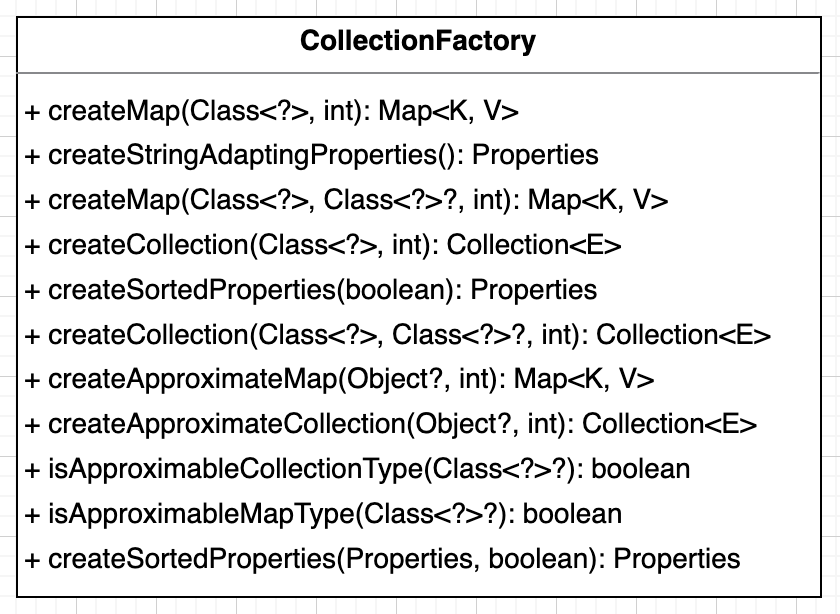 CollectionFactory
+ createMap(Class<?>, int): Map<K, V>
+ createStringAdaptingProperties(): Properties
+ createMap(Class<?>, Class<?>?, int): Map<K, V>
+ createCollection(Class<?>, int): Collection<E>
+ createSortedProperties(boolean): Properties
+ createCollection(Class<?>, Class<?>?, int): Collection<E>
+ createApproximateMap(Object?, int): Map<K, V>
+ createApproximateCollection(Object?, int): Collection<E>
+ isApproximableCollectionType(Class<?>?): boolean
+ isApproximableMapType(Class<?>?): boolean
+ createSortedProperties(Properties, boolean): Properties